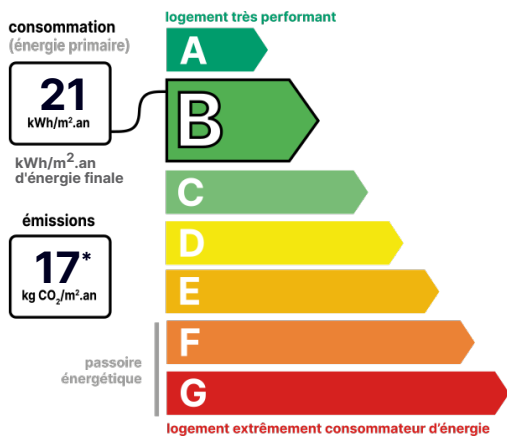 logement très performant
consommation
(énergie primaire)
A
21
kWh/m².an
B
kWh/m².an
d'énergie finale
C
émissions
D
17*
kg CO₂/m².an
E
F
passoire
énergétique
G
logement extrêmement consommateur d'énergie